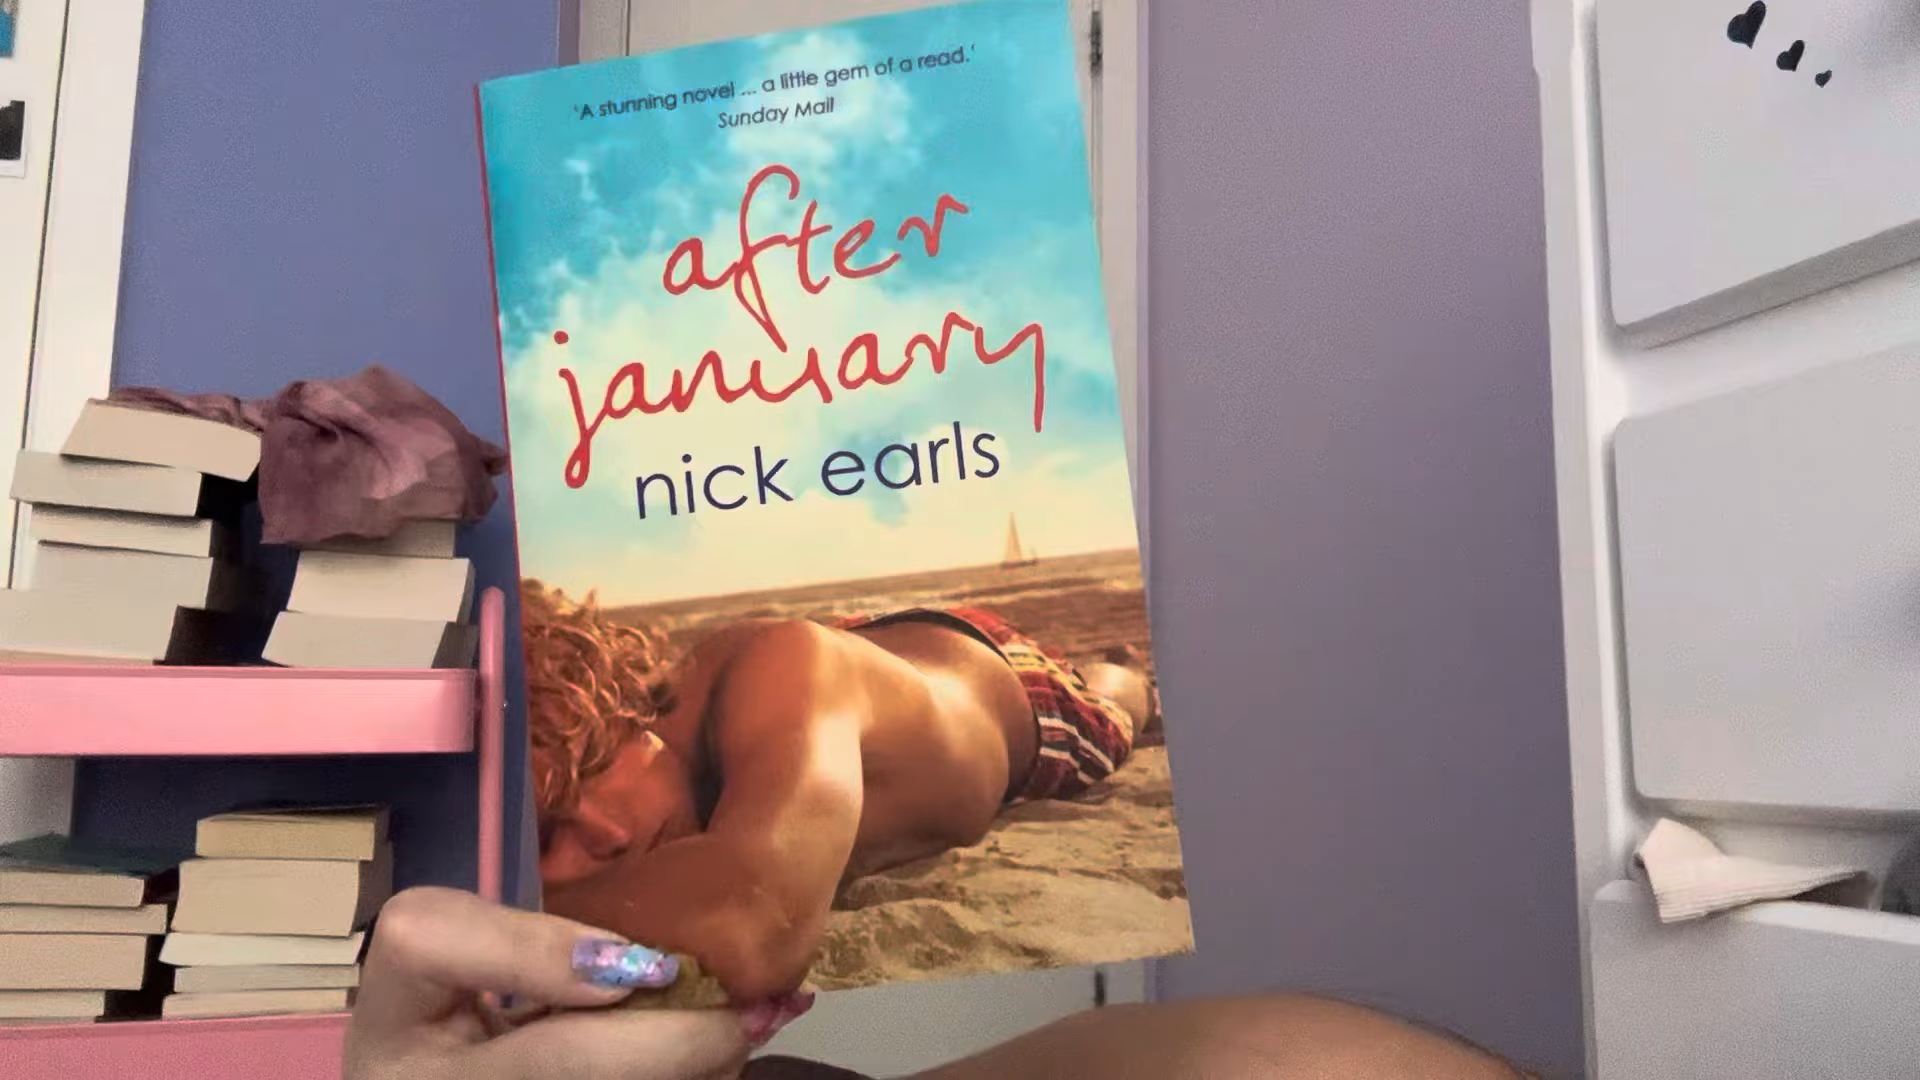 'A stunning novel ... a little gem of a read.'
Sunday Mail
after
january
nick earls